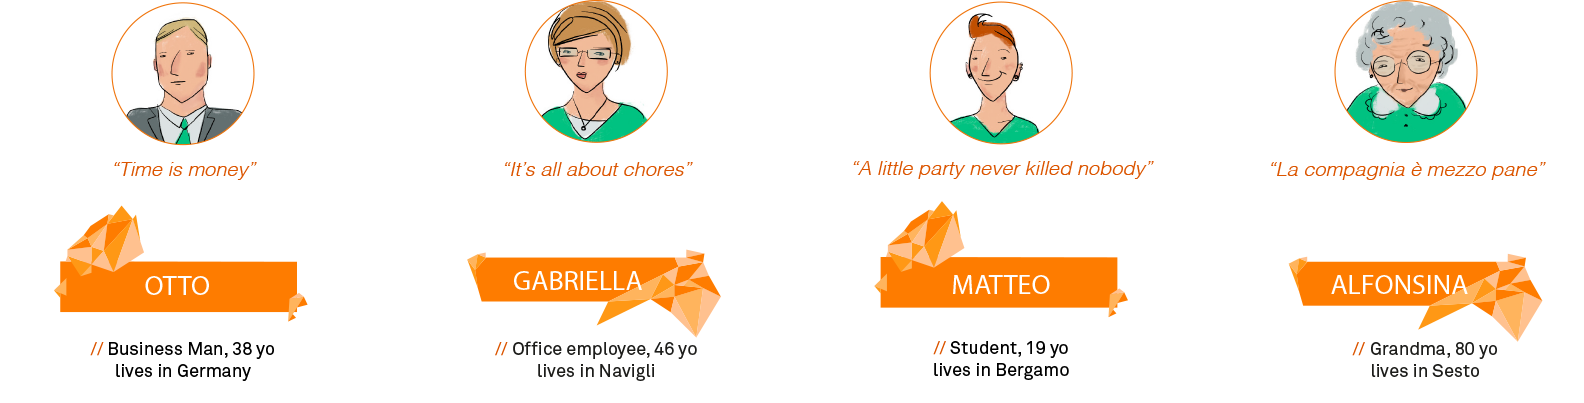 “Time is money”
OTTO
// Business Man, 38 yo
lives in Germany
“It’s all about chores”
GABRIELLA
// Office employee, 46 yo
lives in Navigli
“A little party never killed nobody”
MATTEO
// Student, 19 yo
lives in Bergamo
“La compagnia è mezzo pane”
ALFONSINA
// Grandma, 80 yo
lives in Sesto